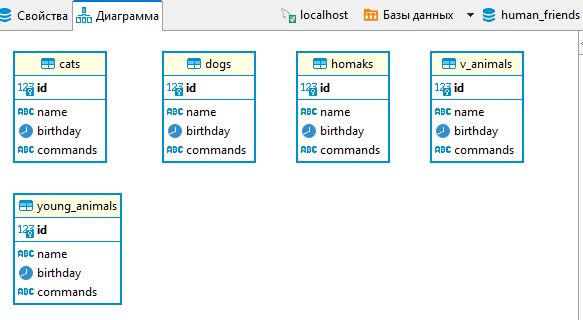 Свойства Диаграмма localhost Базы данных human_friends
cats dogs homaks v_animals
123 id 123 id 123 id 123 id
ABC name ABC name ABC name ABC name
birthday birthday birthday birthday
ABC commands ABC commands ABC commands ABC commands
young_animals
123 id
ABC name
birthday
ABC commands